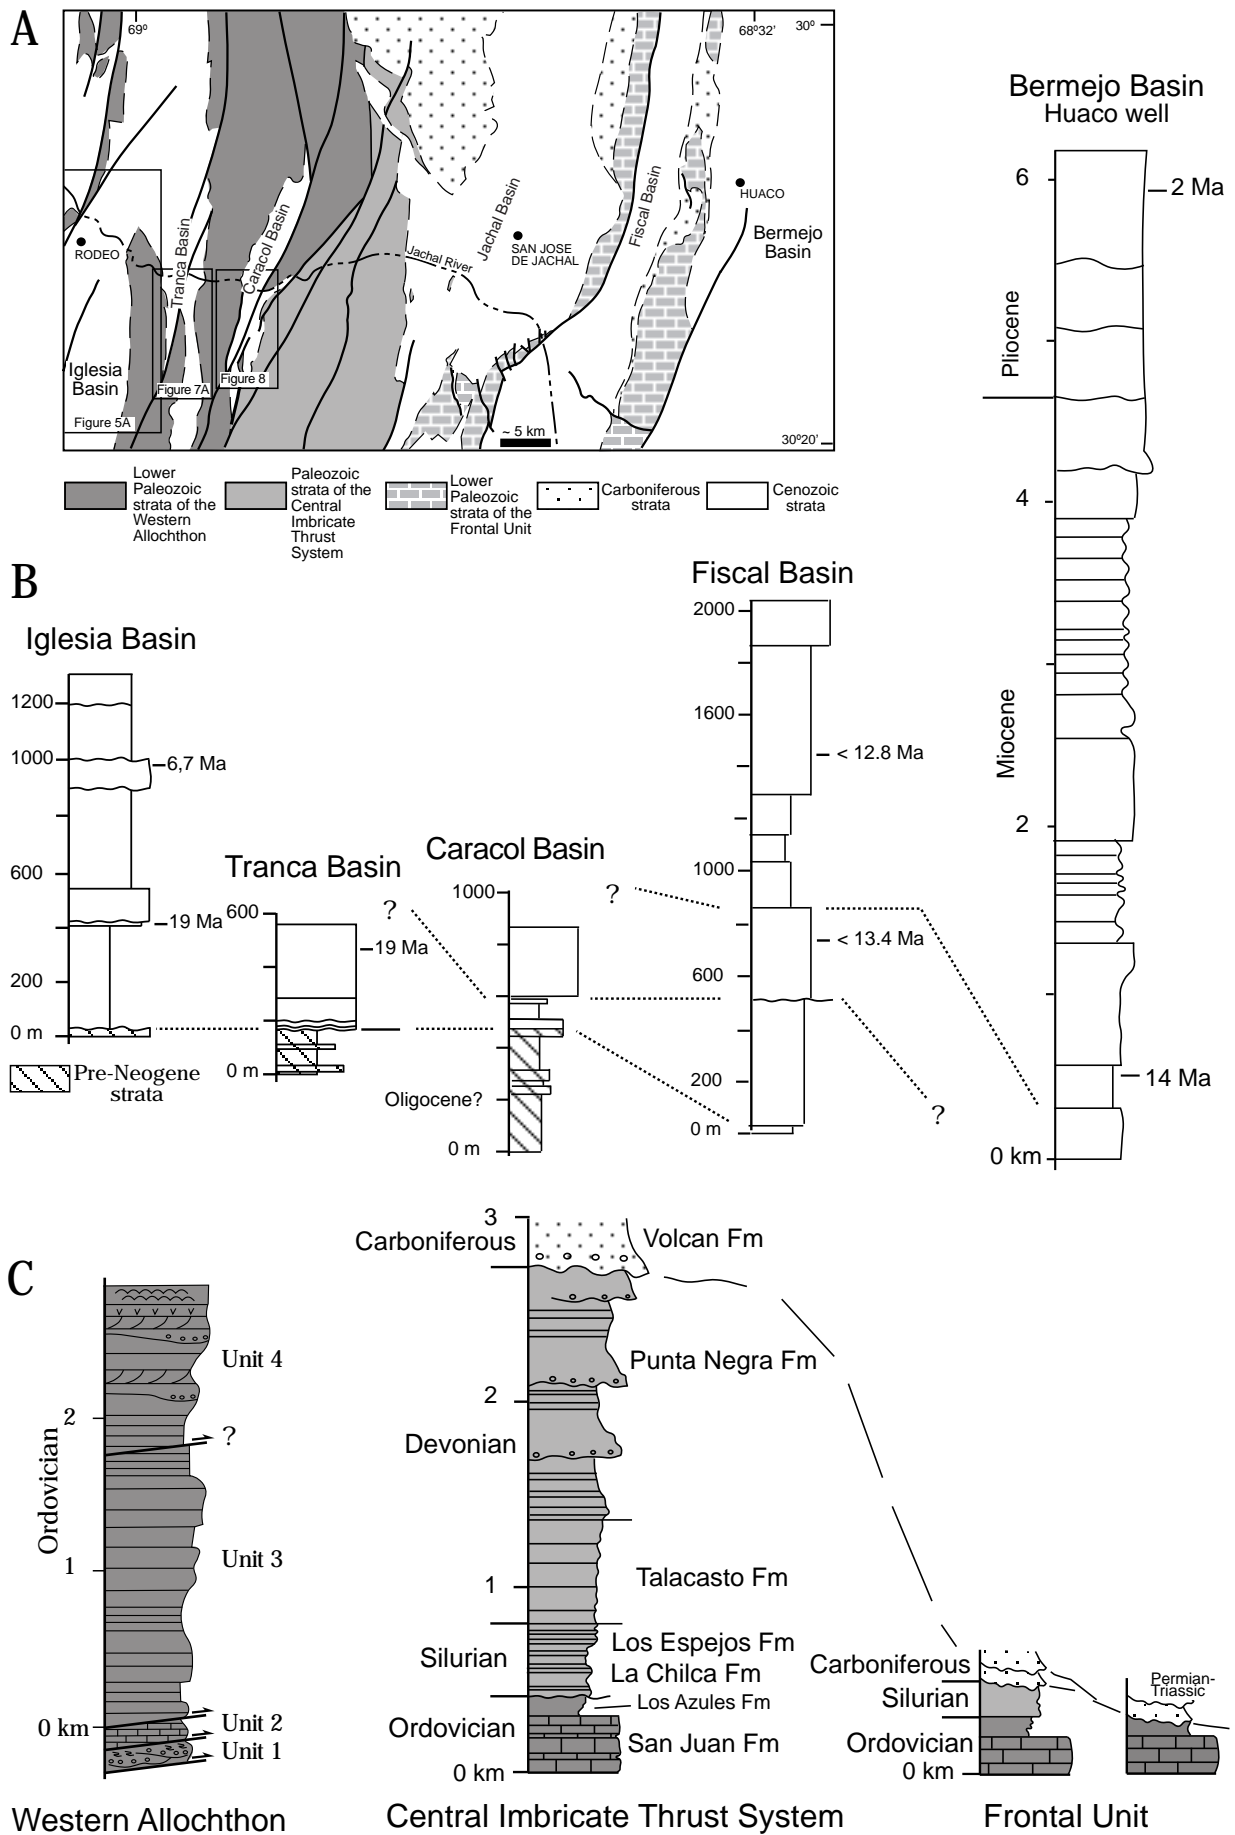 A
69º
68º32'
30º
Bermejo Basin
Huaco well
HUACO
Bermejo
Basin
Fiscal Basin
Jachal Basin
SAN JOSE
DE JACHAL
Jachal River
Caracol Basin
Tranca Basin
RODEO
Iglesia
Basin
Figure 5A
Figure 7A
Figure 8
~ 5 km
30º20'
Lower
Paleozoic
strata of the
Western
Allochthon
Paleozoic
strata of the
Central
Imbricate
Thrust
System
Lower
Paleozoic
strata of the
Frontal Unit
Carboniferous
strata
Cenozoic
strata
6
2 Ma
Pliocene
4
Miocene
2
14 Ma
0 km
B
Iglesia Basin
1200
1000
6,7 Ma
600
19 Ma
200
0 m
Pre-Neogene
strata
Tranca Basin
600
19 Ma
0 m
Caracol Basin
1000
?
Oligocene?
0 m
Fiscal Basin
2000
1600
< 12.8 Ma
1000
?
< 13.4 Ma
600
200
0 m
?
C
Ordovician
2
1
0 km
Unit 4
?
Unit 3
Unit 2
Unit 1
Western Allochthon
3
Carboniferous
Volcan Fm
Punta Negra Fm
2
Devonian
1
Talacasto Fm
Silurian
Los Espejos Fm
La Chilca Fm
Los Azules Fm
Ordovician
San Juan Fm
0 km
Central Imbricate Thrust System
Carboniferous
Silurian
Ordovician
0 km
Permian-
Triassic
Frontal Unit